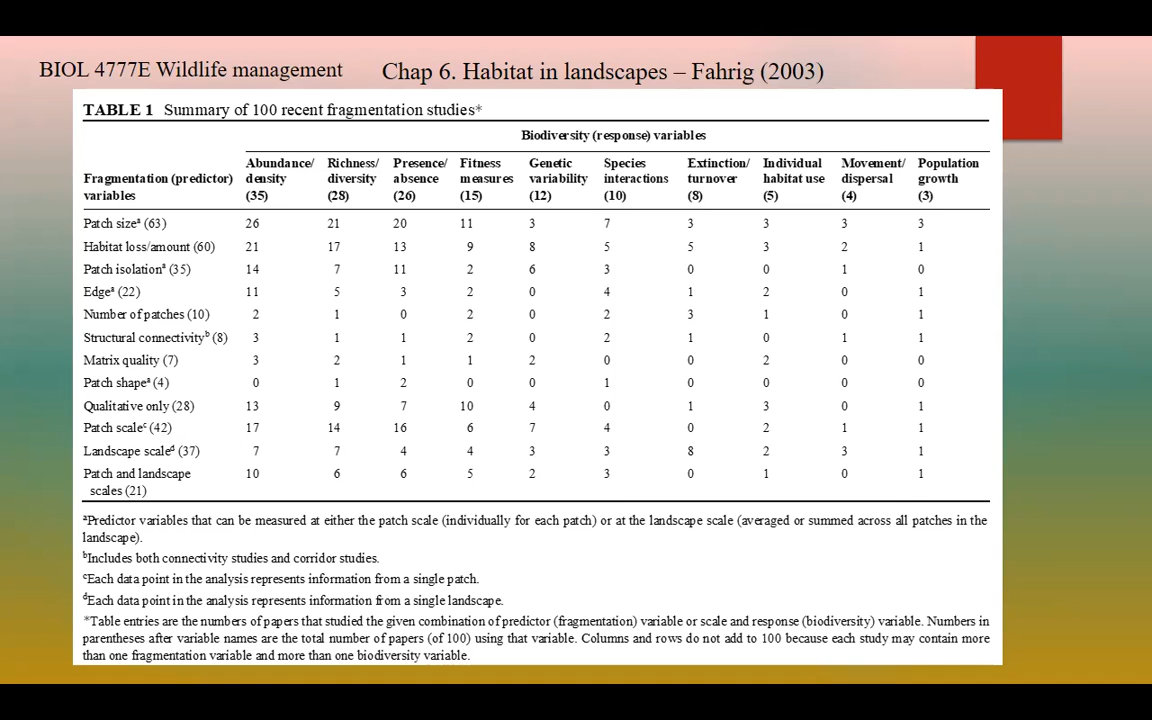 BIOL 4777E Wildlife management
Chap 6. Habitat in landscapes – Fahrig (2003)
TABLE 1 Summary of 100 recent fragmentation studies*
Biodiversity (response) variables
Fragmentation (predictor) variables Abundance/density (35) Richness/diversity (28) Presence/absence (26) Fitness measures (15) Genetic variability (12) Species interactions (10) Extinction/turnover (8) Individual habitat use (5) Movement/dispersal (4) Population growth (3)
Patch sizeᵃ (63) 26 21 20 11 3 7 3 3 3 3
Habitat loss/amount (60) 21 17 13 9 8 5 5 3 2 1
Patch isolationᵃ (35) 14 7 11 2 6 3 0 0 1 0
Edgeᵃ (22) 11 5 3 2 0 4 1 2 0 1
Number of patches (10) 2 1 0 2 0 2 3 1 0 1
Structural connectivityᵇ (8) 3 1 1 2 0 2 1 0 1 1
Matrix quality (7) 3 2 1 1 2 0 0 2 0 0
Patch shapeᵃ (4) 0 1 2 0 0 1 0 0 0 0
Qualitative only (28) 13 9 7 10 4 0 1 3 0 1
Patch scaleᶜ (42) 17 14 16 6 7 4 0 2 1 1
Landscape scaleᵈ (37) 7 7 4 4 3 3 8 2 3 1
Patch and landscape 10 6 6 5 2 3 0 1 0 1
scales (21)
ᵃPredictor variables that can be measured at either the patch scale (individually for each patch) or at the landscape scale (averaged or summed across all patches in the
landscape).
ᵇIncludes both connectivity studies and corridor studies.
ᶜEach data point in the analysis represents information from a single patch.
ᵈEach data point in the analysis represents information from a single landscape.
*Table entries are the numbers of papers that studied the given combination of predictor (fragmentation) variable or scale and response (biodiversity) variable. Numbers in
parentheses after variable names are the total number of papers (of 100) using that variable. Columns and rows do not add to 100 because each study may contain more
than one fragmentation variable and more than one biodiversity variable.